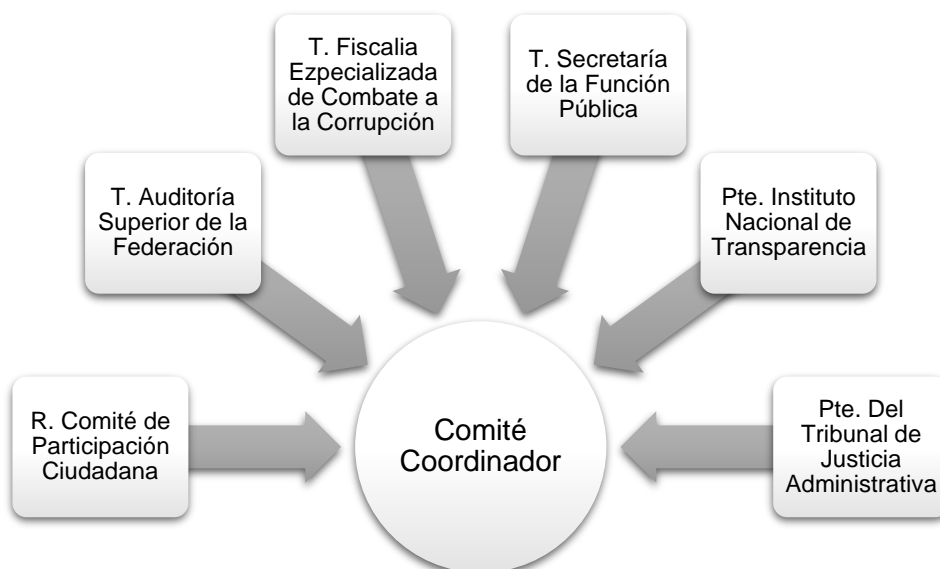 T. Fiscalia
Ezpecializada
de Combate a
la Corrupción
T. Secretaría
de la Función
Pública
T. Auditoría
Superior de la
Federación
Pte. Instituto
Nacional de
Transparencia
R. Comité de
Participación
Ciudadana
Comité
Coordinador
Pte. Del
Tribunal de
Justicia
Administrativa